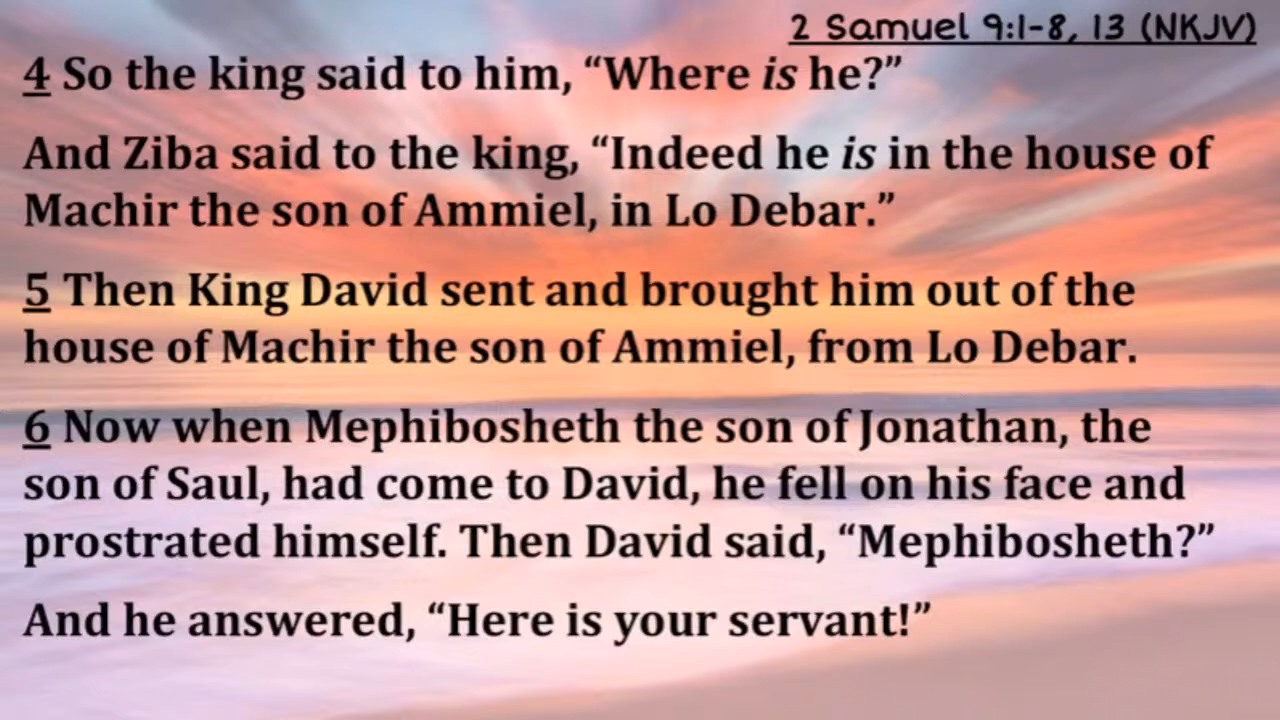 2 Samuel 9:1-8, 13 (NKJV)
4 So the king said to him, “Where is he?”
And Ziba said to the king, “Indeed he is in the house of
Machir the son of Ammiel, in Lo Debar.”
5 Then King David sent and brought him out of the
house of Machir the son of Ammiel, from Lo Debar.
6 Now when Mephibosheth the son of Jonathan, the
son of Saul, had come to David, he fell on his face and
prostrated himself. Then David said, “Mephibosheth?”
And he answered, “Here is your servant!”